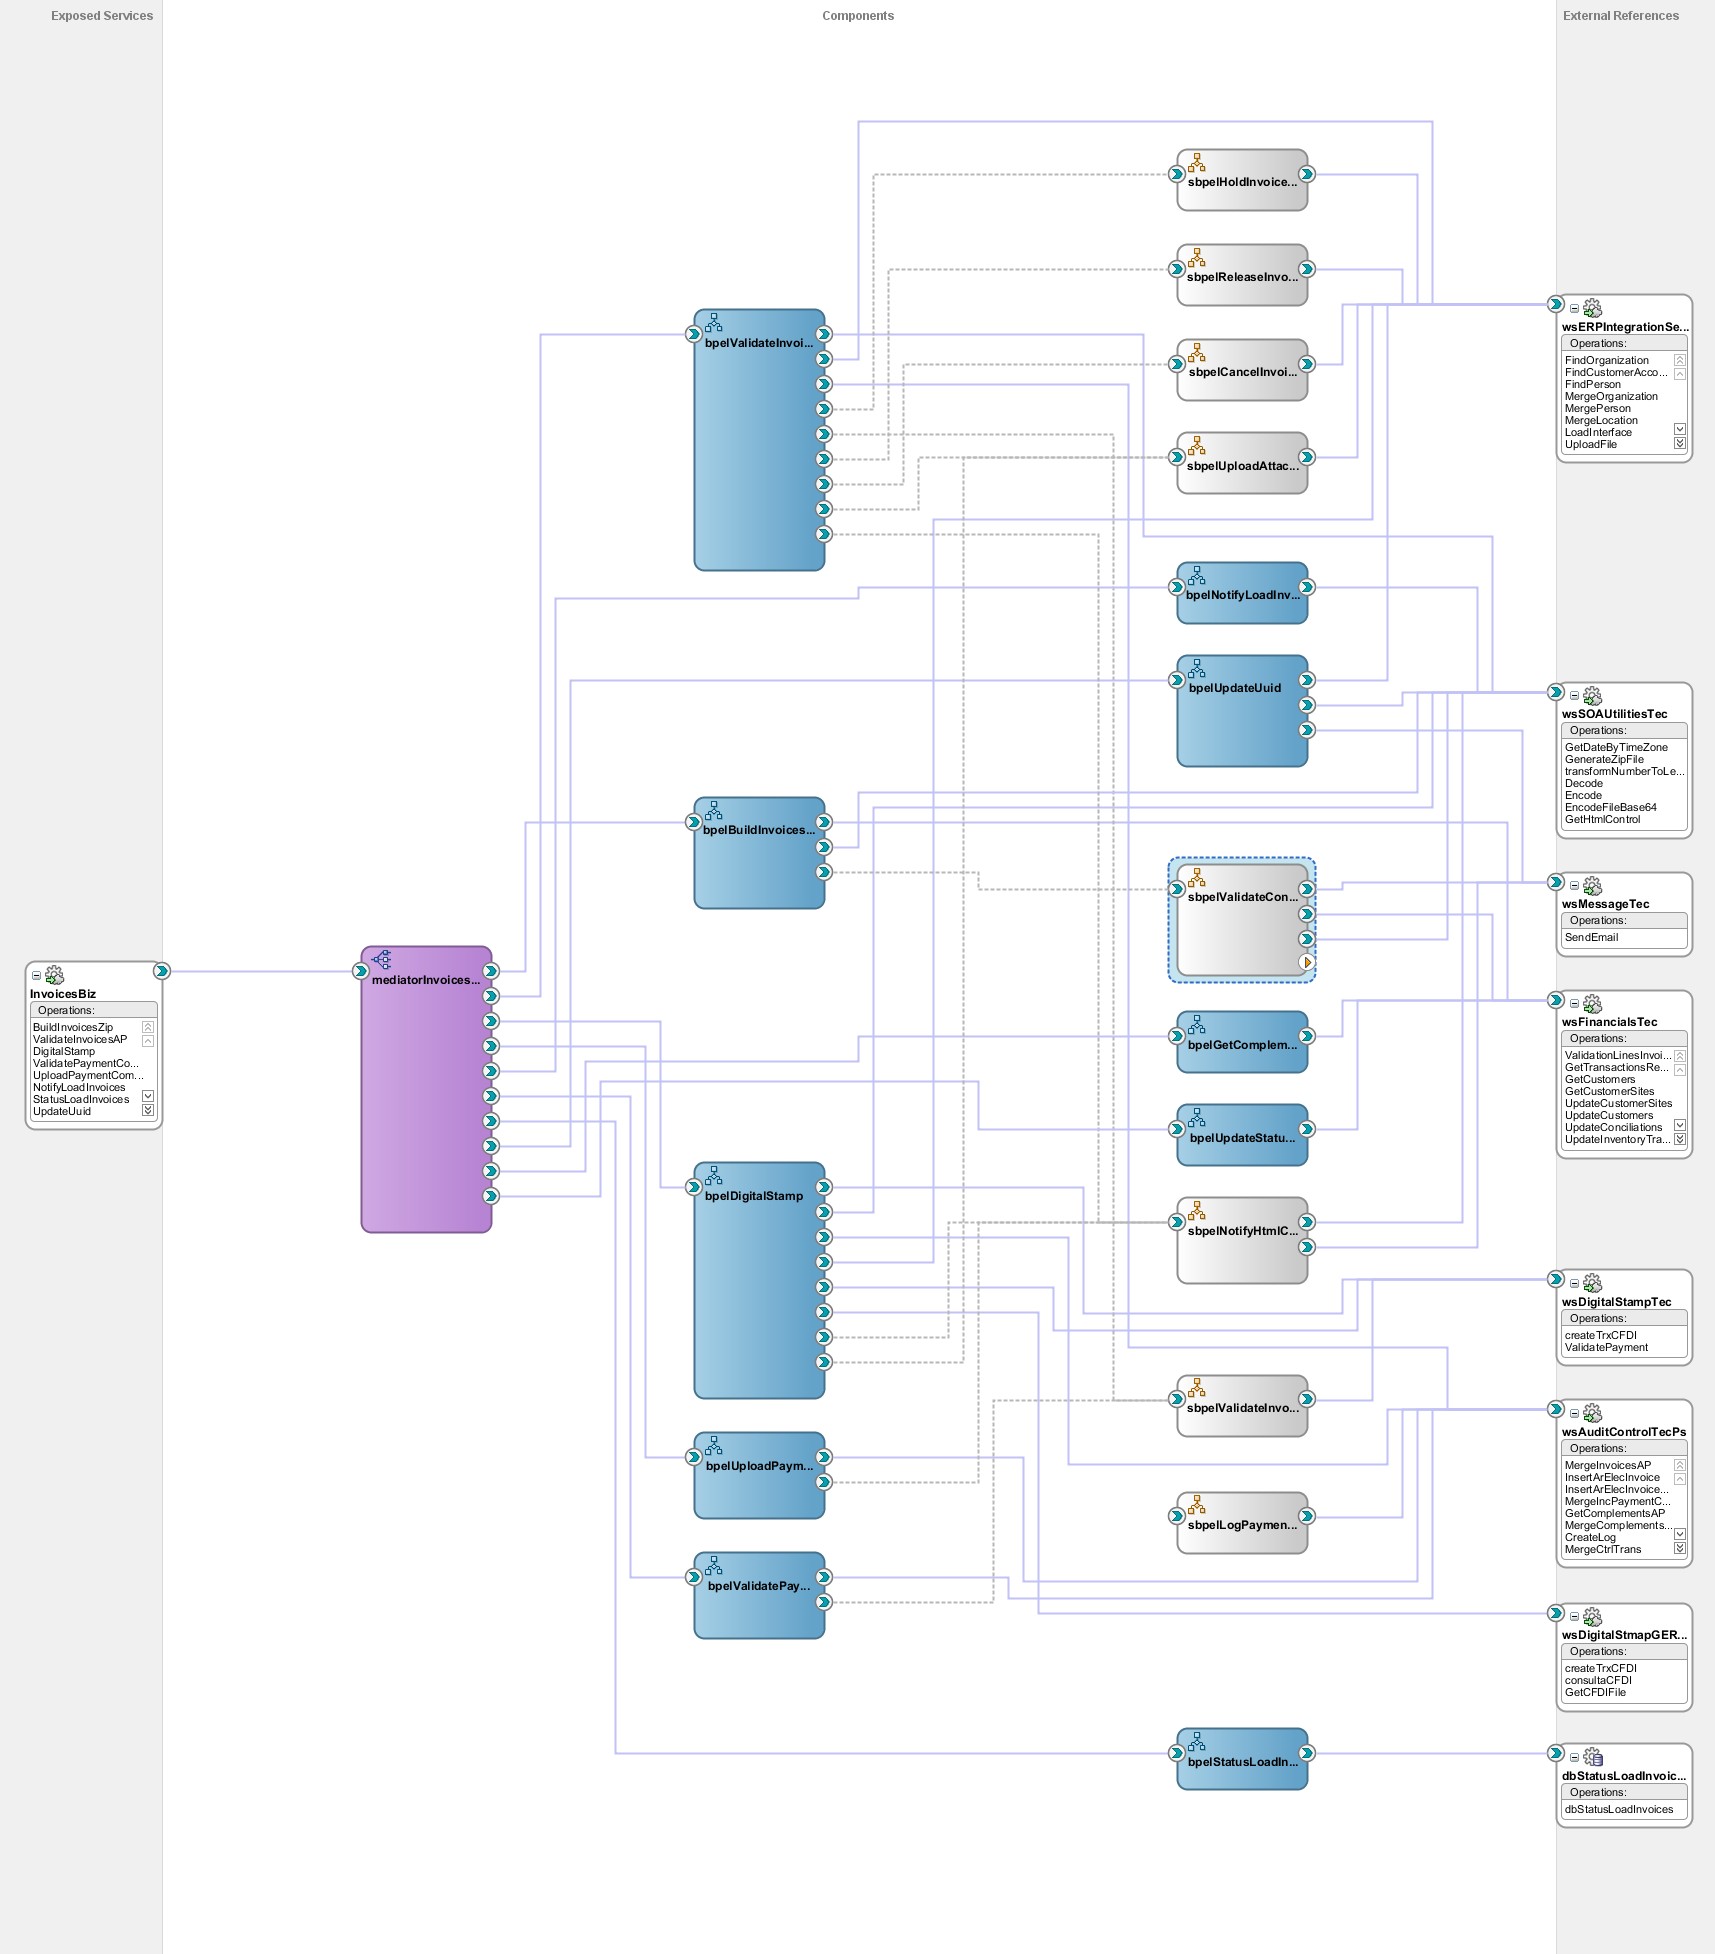 Exposed Services
Components
External References
InvoicesBiz
Operations:
BuildInvoicesZip
ValidateInvoicesAP
DigitalStamp
ValidatePaymentCo...
UploadPaymentCom...
NotifyLoadInvoices
StatusLoadInvoices
UpdateUuid
mediatorInvoices...
bpelValidateInvoi...
bpelBuildInvoices...
bpelDigitalStamp
bpelUploadPaym...
bpelValidatePay...
sbpelHoldInvoice...
sbpelReleaseInvo...
sbpelCancelInvoi...
sbpelUploadAttac...
bpelNotifyLoadInv...
bpelUpdateUuid
sbpelValidateCon...
bpelGetComplem...
bpelUpdateStatu...
sbpelNotifyHtmlC...
sbpelValidateInvo...
sbpelLogPaymen...
bpelStatusLoadIn...
wsERPIntegrationSe...
Operations:
FindOrganization
FindCustomerAcco...
FindPerson
MergeOrganization
MergePerson
MergeLocation
LoadInterface
UploadFile
wsSOAUtilitiesTec
Operations:
GetDateByTimeZone
GenerateZipFile
transformNumberToLe...
Decode
Encode
EncodeFileBase64
GetHtmlControl
wsMessageTec
Operations:
SendEmail
wsFinancialsTec
Operations:
ValidationLinesInvoi...
GetTransactionsRe...
GetCustomers
GetCustomerSites
UpdateCustomerSites
UpdateCustomers
UpdateConciliations
UpdateInventoryTra...
wsDigitalStampTec
Operations:
createTrxCFDI
ValidatePayment
wsAuditControlTecPs
Operations:
MergeInvoicesAP
InsertArElecInvoice
InsertArElecInvoice...
MergeIncPaymentC...
GetComplementsAP
MergeComplements...
CreateLog
MergeCtrlTrans
wsDigitalStmapGER...
Operations:
createTrxCFDI
consultaCFDI
GetCFDIFile
dbStatusLoadInvoic...
Operations:
dbStatusLoadInvoices